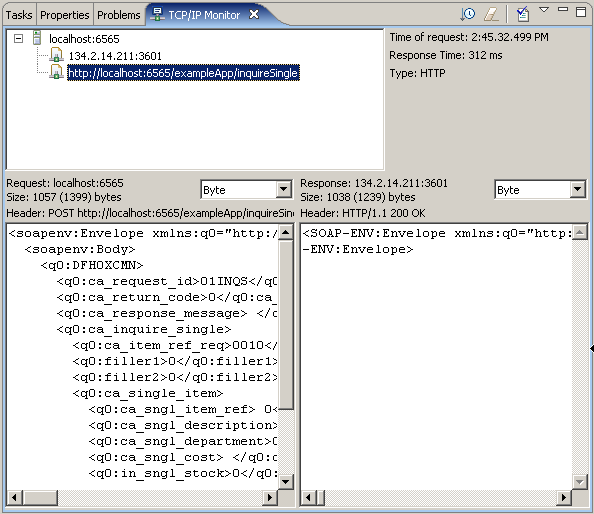 Tasks Properties Problems TCP/IP Monitor
localhost:6565
134.2.14.211:3601
http://localhost:6565/exampleApp/inquireSingle
Time of request: 2:45.32.499 PM
Response Time: 312 ms
Type: HTTP
Request: localhost:6565
Size: 1057 (1399) bytes
Byte
Header: POST http://localhost:6565/exampleApp/inquireSin
Response: 134.2.14.211:3601
Size: 1038 (1239) bytes
Byte
Header: HTTP/1.1 200 OK
<soapenv:Envelope xmlns:q0="http:/
<soapenv:Body>
<q0:DFH0XCMN>
<q0:ca_request_id>01INQS</q0
<q0:ca_return_code>0</q0:ca_
<q0:ca_response_message> </q
<q0:ca_inquire_single>
<q0:ca_item_ref_req>0010</
<q0:filler1>0</q0:filler1>
<q0:filler2>0</q0:filler2>
<q0:ca_single_item>
<q0:ca_sngl_item_ref> 0<
<q0:ca_sngl_description>
<q0:ca_sngl_department>0
<q0:ca_sngl_cost> </q0:c
<q0:in_sngl_stock>0</q0:
<SOAP-ENV:Envelope xmlns:q0="http:
-ENV:Envelope>